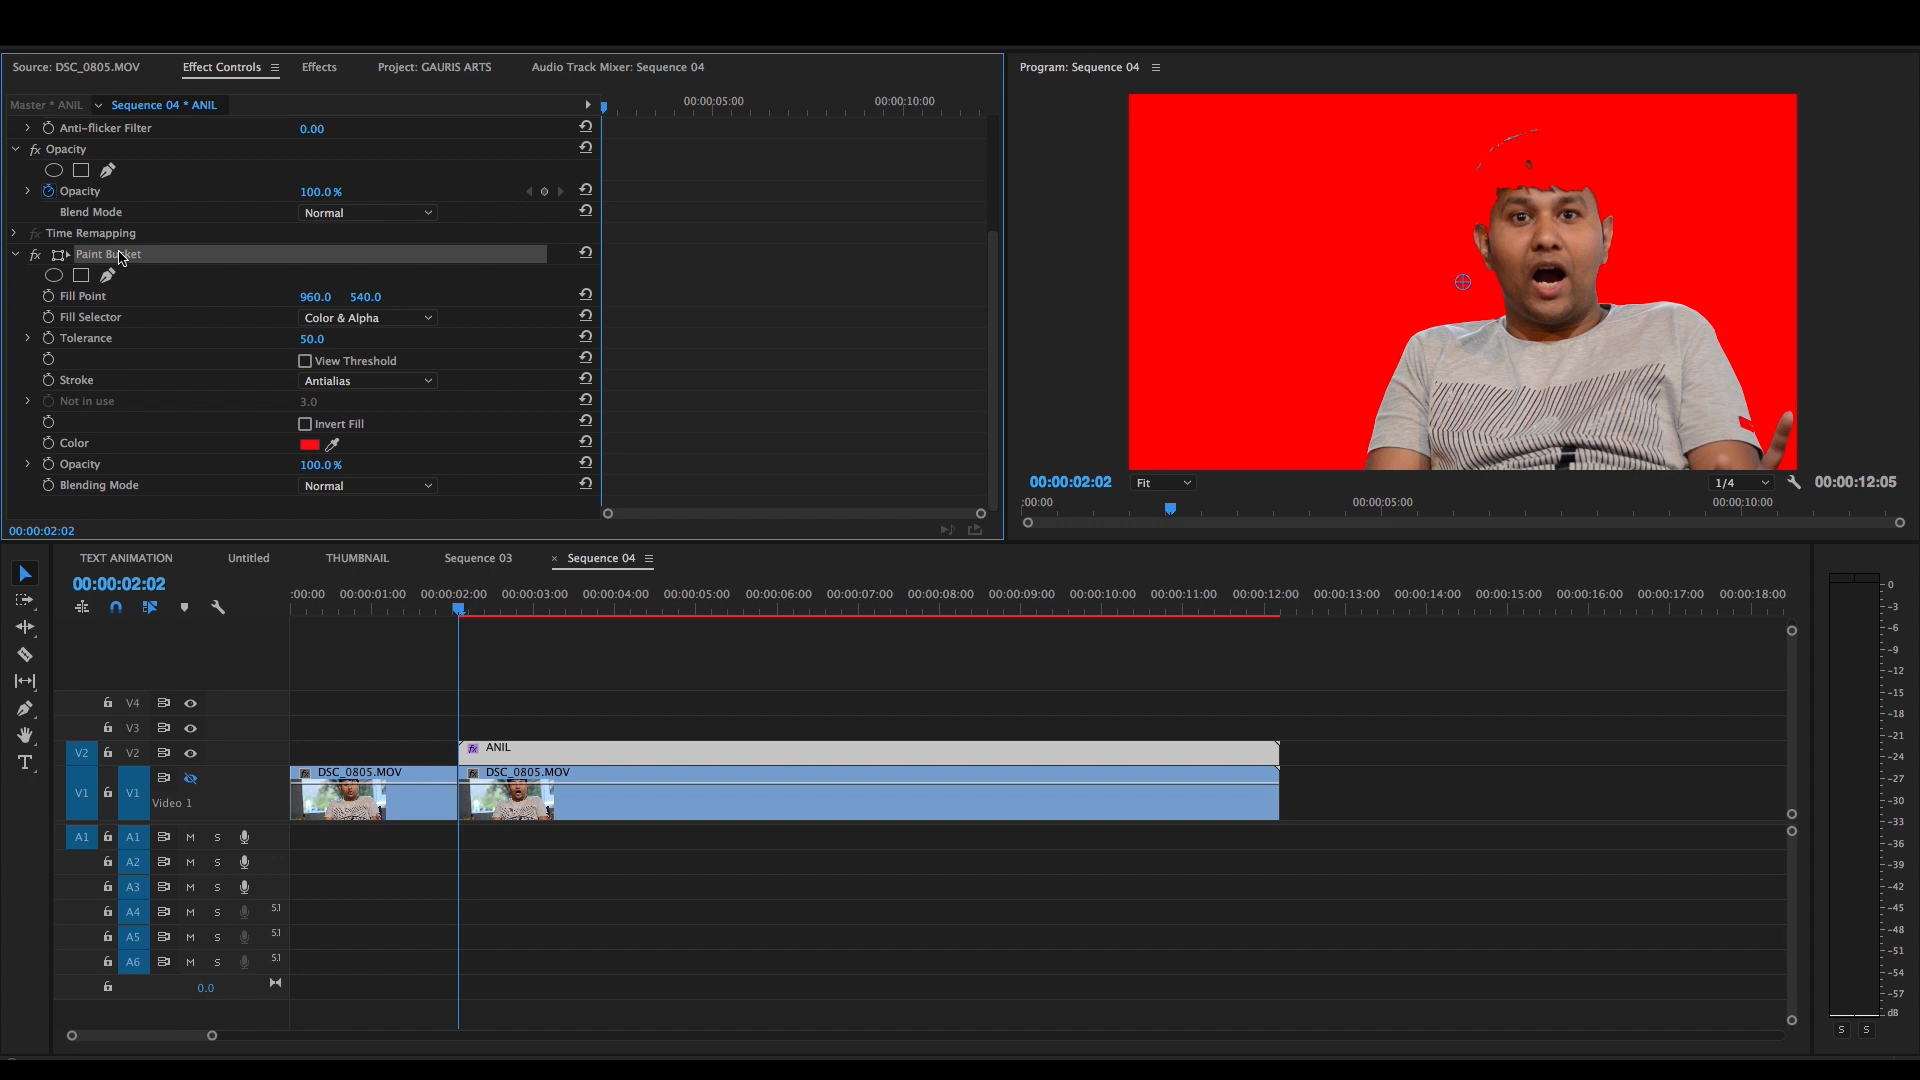 Source: DSC_0805.MOV Effect Controls Effects Project: GAURIS ARTS Audio Track Mixer: Sequence 04
Program: Sequence 04
Master * ANIL Sequence 04 * ANIL
00:00:05:00 00:00:10:00
Anti-flicker Filter 0.00
fx Opacity
Opacity 100.0 %
Blend Mode Normal
fx Time Remapping
fx Paint Bucket
Fill Point 960.0 540.0
Fill Selector Color & Alpha
Tolerance 50.0
View Threshold
Stroke Antialias
Not in use 3.0
Invert Fill
Color
Opacity 100.0 %
Blending Mode Normal
00:00:02:02
00:00:02:02 Fit 1/4 00:00:12:05
:00:00 00:00:05:00 00:00:10:00
TEXT ANIMATION Untitled THUMBNAIL Sequence 03 × Sequence 04
00:00:02:02
:00:00 00:00:01:00 00:00:02:00 00:00:03:00 00:00:04:00 00:00:05:00 00:00:06:00 00:00:07:00 00:00:08:00 00:00:09:00 00:00:10:00 00:00:11:00 00:00:12:00 00:00:13:00 00:00:14:00 00:00:15:00 00:00:16:00 00:00:17:00 00:00:18:00
V4
V3
V2 V2 fx ANIL
fx DSC_0805.MOV fx DSC_0805.MOV
V1 V1
Video 1
A1 A1 M S
A2 M S
A3 M S
A4 M S 5.1
A5 M S 5.1
A6 M S 5.1
0.0
0
-3
-6
-9
-12
-15
-18
-21
-24
-27
-30
-33
-36
-39
-42
-45
-48
-51
-54
-57
dB
S S